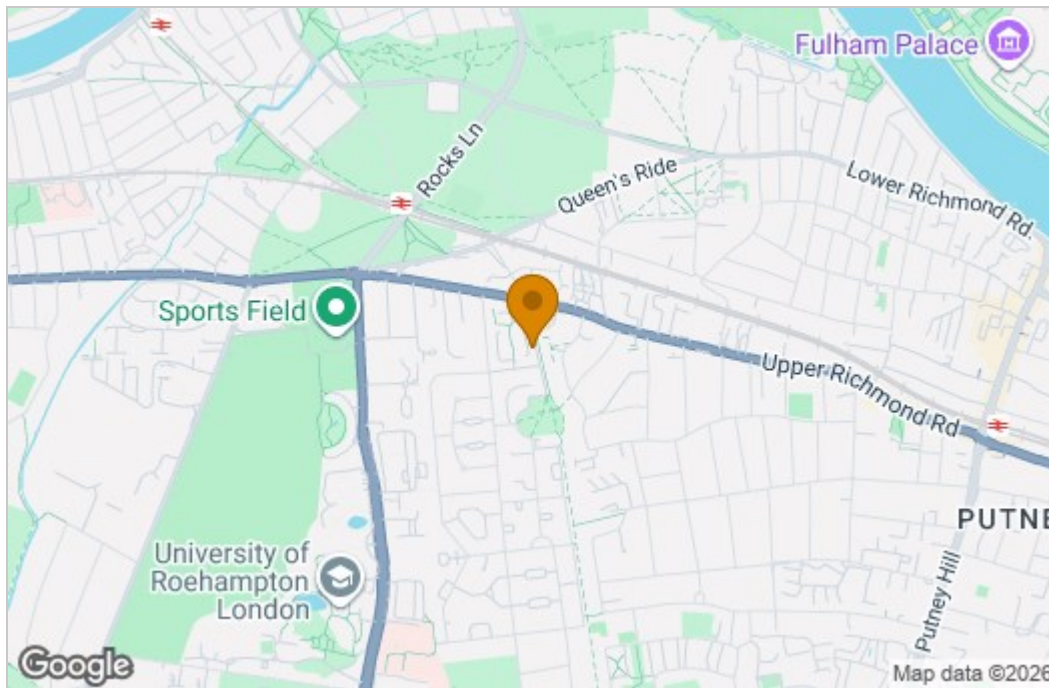 Fulham Palace
Rocks Ln
Queen's Ride
Lower Richmond Rd.
Sports Field
Upper Richmond Rd
PUTNE
University of
Roehampton
London
Putney Hill
Google
Map data ©2026